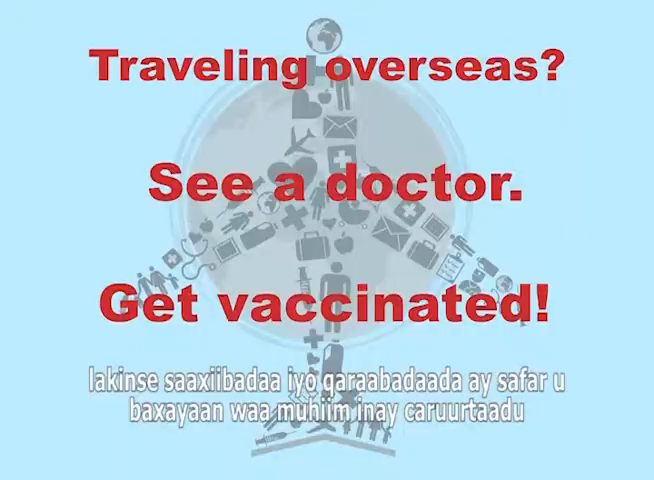 Traveling overseas?
See a doctor.
Get vaccinated!
lakinse saaxiibadaa iyo qaraabadaada ay safar u
baxayaan waa muhiim inay caruurtaadu